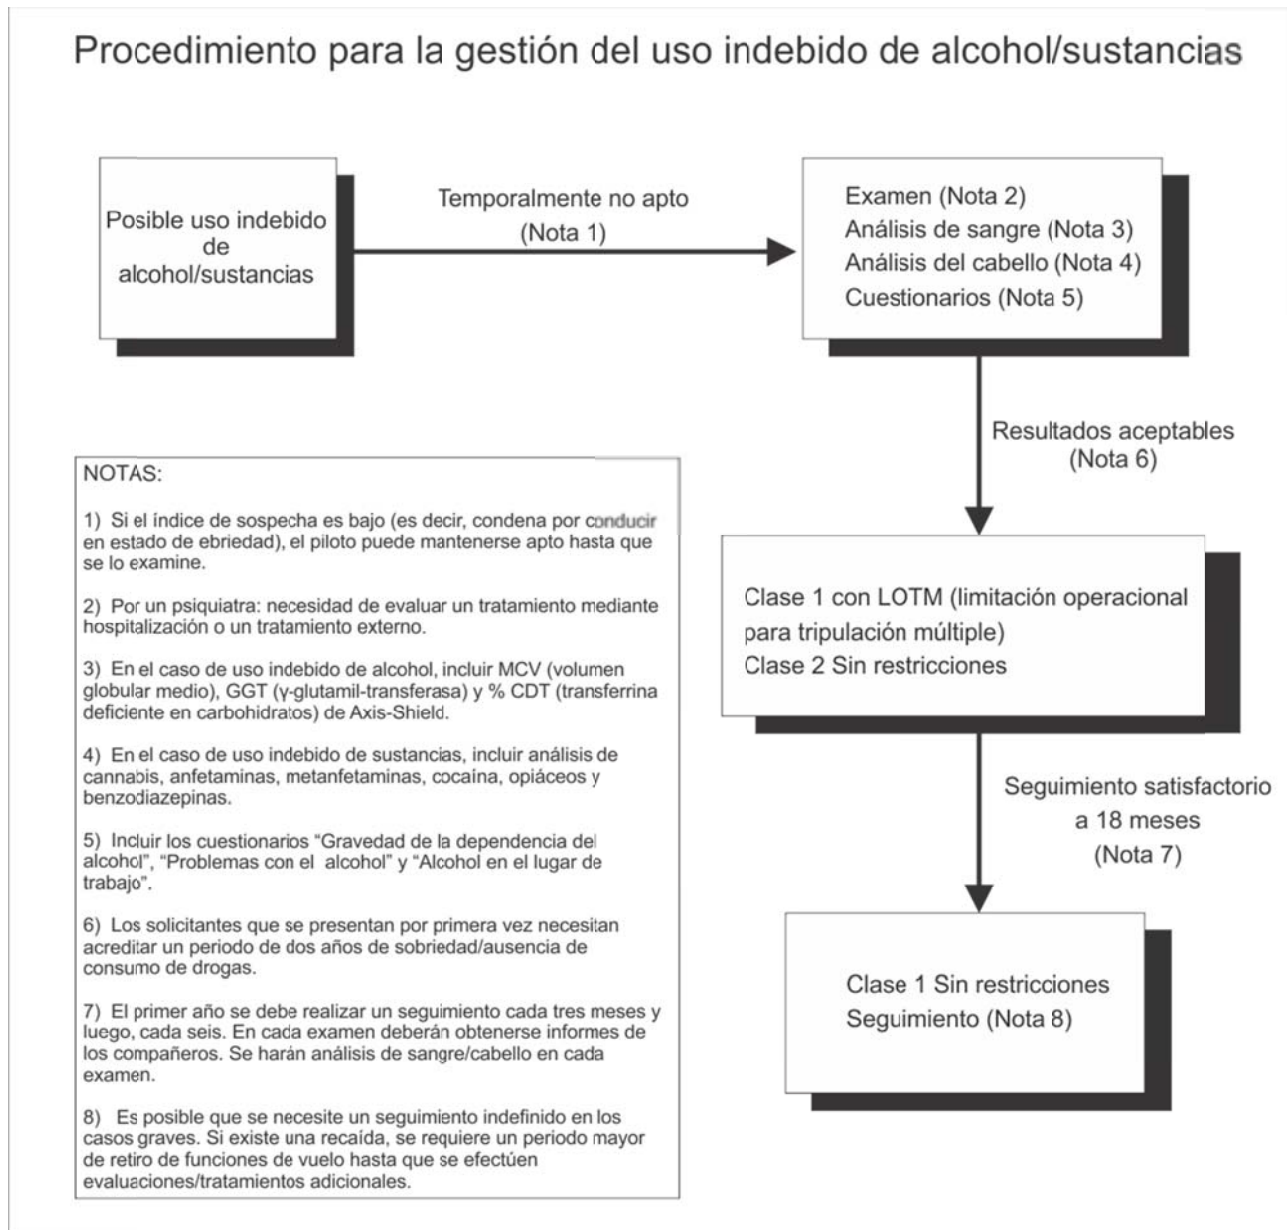 Procedimiento para la gestión del uso indebido de alcohol/sustancias
Posible uso indebido
de
alcohol/sustancias
Temporalmente no apto
(Nota 1)
Examen (Nota 2)
Análisis de sangre (Nota 3)
Análisis del cabello (Nota 4)
Cuestionarios (Nota 5)
Resultados aceptables
(Nota 6)
Clase 1 con LOTM (limitación operacional
para tripulación múltiple)
Clase 2 Sin restricciones
Seguimiento satisfactorio
a 18 meses
(Nota 7)
Clase 1 Sin restricciones
Seguimiento (Nota 8)
NOTAS:
1) Si el índice de sospecha es bajo (es decir, condena por conducir
en estado de ebriedad), el piloto puede mantenerse apto hasta que
se lo examine.
2) Por un psiquiatra: necesidad de evaluar un tratamiento mediante
hospitalización o un tratamiento externo.
3) En el caso de uso indebido de alcohol, incluir MCV (volumen
globular medio), GGT (γ-glutamil-transferasa) y % CDT (transferrina
deficiente en carbohidratos) de Axis-Shield.
4) En el caso de uso indebido de sustancias, incluir análisis de
cannabis, anfetaminas, metanfetaminas, cocaína, opiáceos y
benzodiazepinas.
5) Incluir los cuestionarios “Gravedad de la dependencia del
alcohol”, “Problemas con el alcohol” y “Alcohol en el lugar de
trabajo”.
6) Los solicitantes que se presentan por primera vez necesitan
acreditar un periodo de dos años de sobriedad/ausencia de
consumo de drogas.
7) El primer año se debe realizar un seguimiento cada tres meses y
luego, cada seis. En cada examen deberán obtenerse informes de
los compañeros. Se harán análisis de sangre/cabello en cada
examen.
8) Es posible que se necesite un seguimiento indefinido en los
casos graves. Si existe una recaída, se requiere un periodo mayor
de retiro de funciones de vuelo hasta que se efectúen
evaluaciones/tratamientos adicionales.